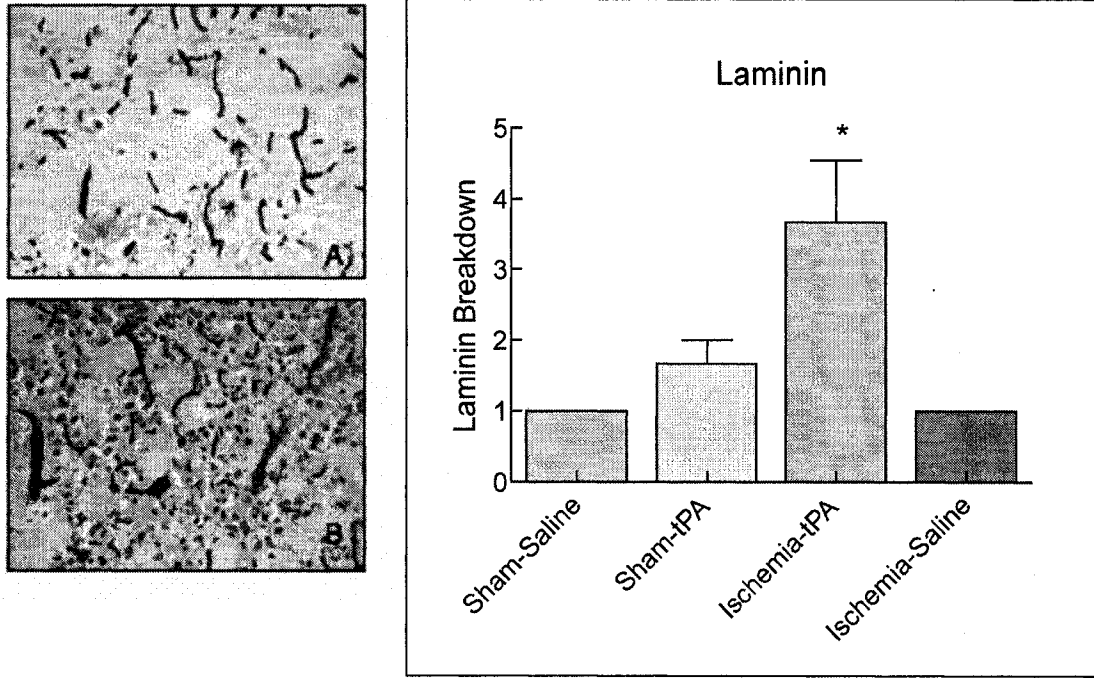 A
B
Laminin
Laminin Breakdown
5
4
3
2
1
0
*
Sham-Saline
Sham-tPA
Ischemia-tPA
Ischemia-Saline